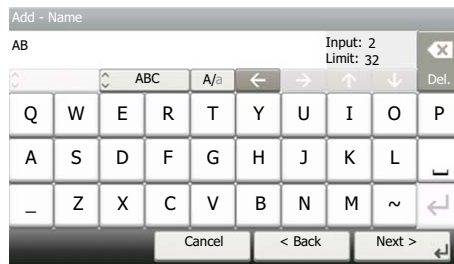 Add - Name
AB
Input: 2
Limit: 32
ABC A/a ← → ↑ ↓ Del.
Q W E R T Y U I O P
A S D F G H J K L
_ Z X C V B N M ~
Cancel < Back Next >